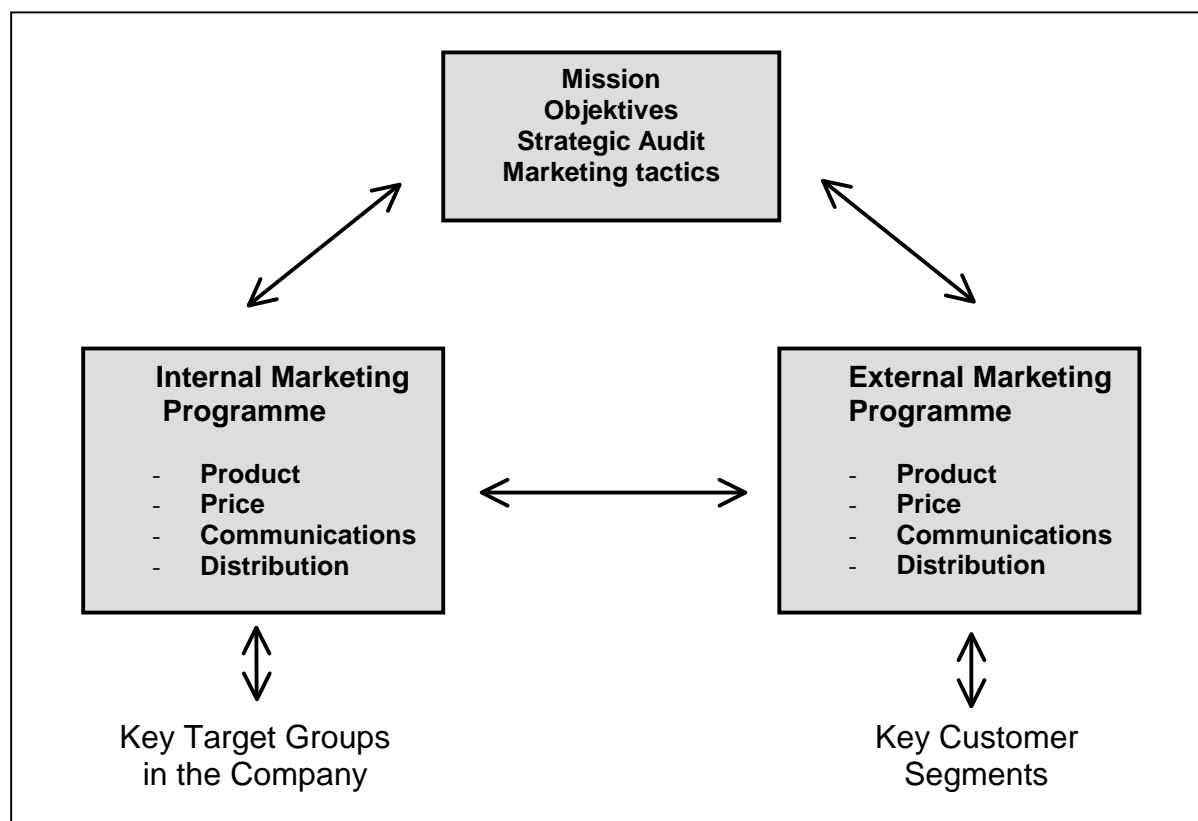 Mission
Objektives
Strategic Audit
Marketing tactics
Internal Marketing
Programme
- Product
- Price
- Communications
- Distribution
External Marketing
Programme
- Product
- Price
- Communications
- Distribution
Key Target Groups
in the Company
Key Customer
Segments